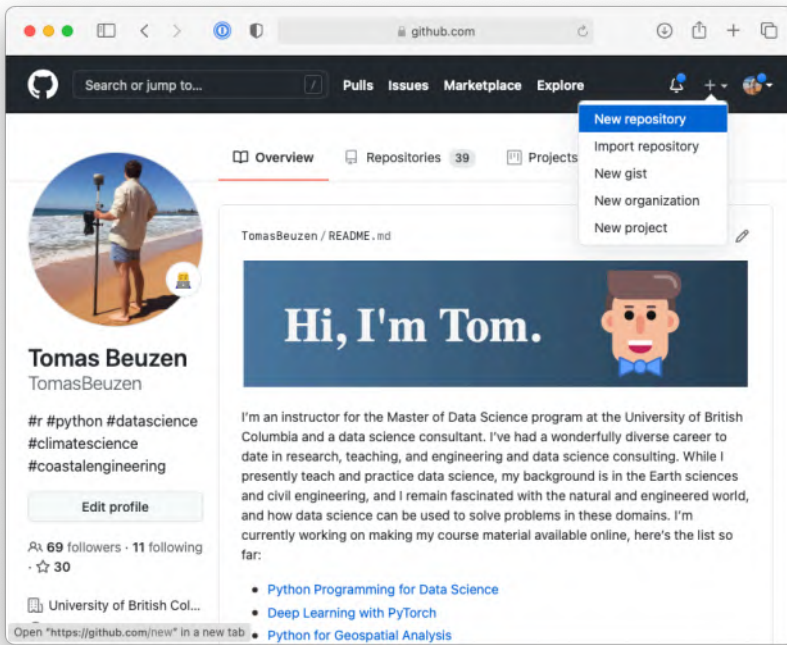 github.com
Search or jump to... / Pulls Issues Marketplace Explore
New repository
Import repository
New gist
New organization
New project
Overview Repositories 39 Projects
TomasBeuzen / README.md
Hi, I'm Tom.
Tomas Beuzen
TomasBeuzen
#r #python #datascience
#climatescience
#coastalengineering
Edit profile
69 followers · 11 following
· 30
University of British Col...
I'm an instructor for the Master of Data Science program at the University of British
Columbia and a data science consultant. I've had a wonderfully diverse career to
date in research, teaching, and engineering and data science consulting. While I
presently teach and practice data science, my background is in the Earth sciences
and civil engineering, and I remain fascinated with the natural and engineered world,
and how data science can be used to solve problems in these domains. I'm
currently working on making my course material available online, here's the list so
far:
• Python Programming for Data Science
• Deep Learning with PyTorch
• Python for Geospatial Analysis
Open "https://github.com/new" in a new tab